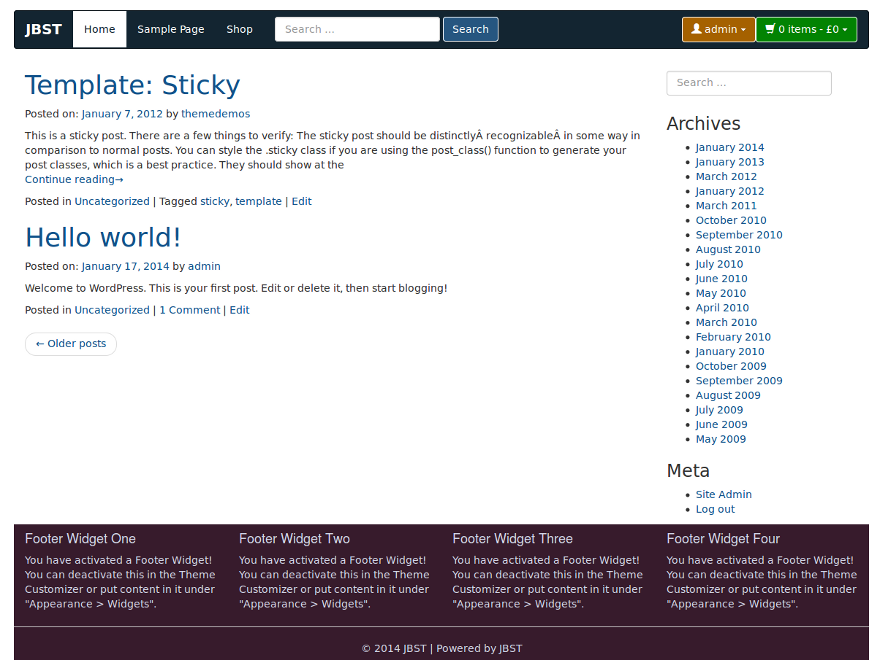 JBST Home Sample Page Shop Search ... Search admin 0 items - £0
Template: Sticky
Posted on: January 7, 2012 by themedemos
This is a sticky post. There are a few things to verify: The sticky post should be distinctlyÂ recognizableÂ in some way in
comparison to normal posts. You can style the .sticky class if you are using the post_class() function to generate your
post classes, which is a best practice. They should show at the
Continue reading→
Posted in Uncategorized | Tagged sticky, template | Edit
Hello world!
Posted on: January 17, 2014 by admin
Welcome to WordPress. This is your first post. Edit or delete it, then start blogging!
Posted in Uncategorized | 1 Comment | Edit
← Older posts
Search ...
Archives
January 2014
January 2013
March 2012
January 2012
March 2011
October 2010
September 2010
August 2010
July 2010
June 2010
May 2010
April 2010
March 2010
February 2010
January 2010
October 2009
September 2009
August 2009
July 2009
June 2009
May 2009
Meta
Site Admin
Log out
Footer Widget One
You have activated a Footer Widget!
You can deactivate this in the Theme
Customizer or put content in it under
"Appearance > Widgets".
Footer Widget Two
You have activated a Footer Widget!
You can deactivate this in the Theme
Customizer or put content in it under
"Appearance > Widgets".
Footer Widget Three
You have activated a Footer Widget!
You can deactivate this in the Theme
Customizer or put content in it under
"Appearance > Widgets".
Footer Widget Four
You have activated a Footer Widget!
You can deactivate this in the Theme
Customizer or put content in it under
"Appearance > Widgets".
© 2014 JBST | Powered by JBST